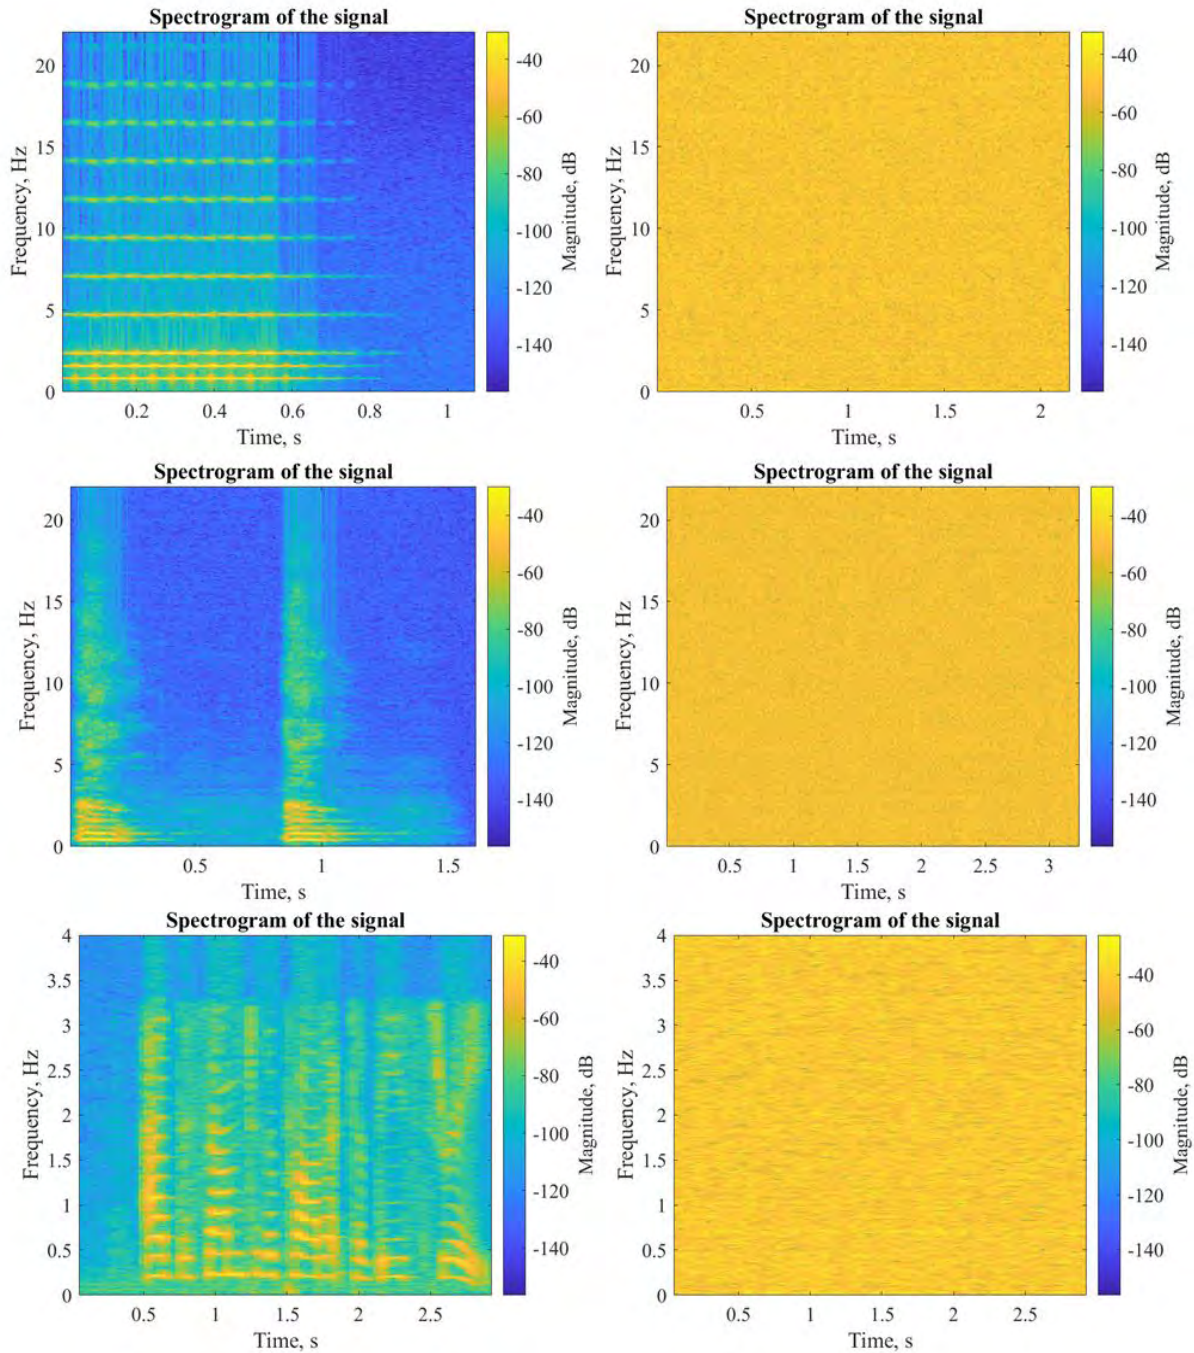 Spectrogram of the signal
Frequency, Hz
20
15
10
5
0
0.2 0.4 0.6 0.8 1
Time, s
-40
-60
-80
-100
-120
-140
Magnitude, dB
Spectrogram of the signal
Frequency, Hz
20
15
10
5
0
0.5 1 1.5 2
Time, s
-40
-60
-80
-100
-120
-140
Magnitude, dB
Spectrogram of the signal
Frequency, Hz
20
15
10
5
0
0.5 1 1.5
Time, s
-40
-60
-80
-100
-120
-140
Magnitude, dB
Spectrogram of the signal
Frequency, Hz
20
15
10
5
0
0.5 1 1.5 2 2.5 3
Time, s
-40
-60
-80
-100
-120
-140
Magnitude, dB
Spectrogram of the signal
Frequency, Hz
4
3.5
3
2.5
2
1.5
1
0.5
0
0.5 1 1.5 2 2.5
Time, s
-40
-60
-80
-100
-120
-140
Magnitude, dB
Spectrogram of the signal
Frequency, Hz
4
3.5
3
2.5
2
1.5
1
0.5
0
0.5 1 1.5 2 2.5
Time, s
-40
-60
-80
-100
-120
-140
Magnitude, dB